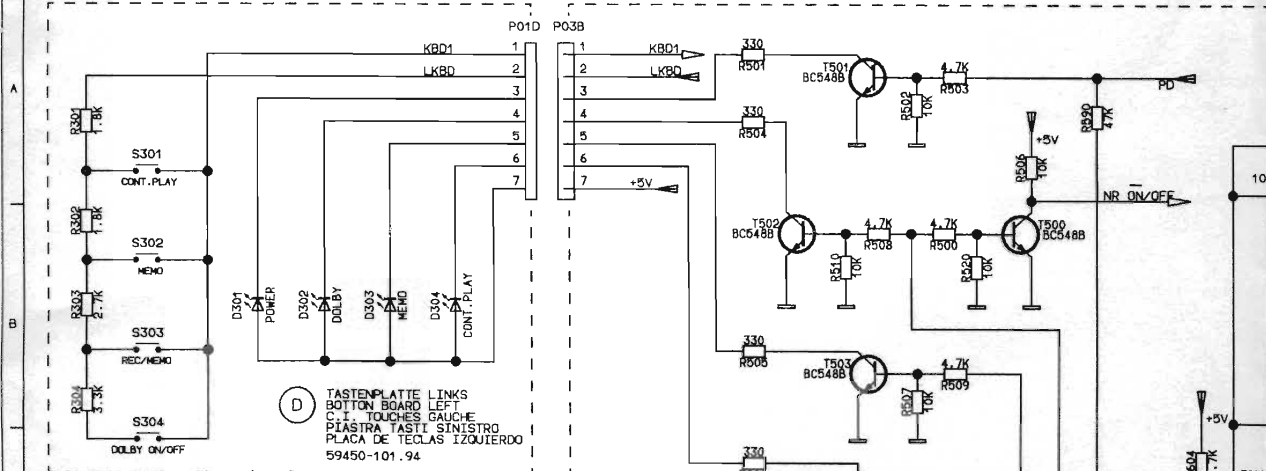 P01D P03B
KBD1 1 1 KBD1
LKBD 2 2 LKBD
3 3
4 4
5 5
6 6
7 7 +5V
A
B
R301 1.8K
S301
CONT.PLAY
R302 1.8K
S302
MEMO
R303 2.7K
S303
REC/MEMO
R304 3.3K
S304
DOLBY ON/OFF
D301 POWER
D302 DOLBY
D303 MEMO
D304 CONT.PLAY
D
TASTENPLATTE LINKS
BOTTON BOARD LEFT
C.I. TOUCHES GAUCHE
PIASTRA TASTI SINISTRO
PLACA DE TECLAS IZQUIERDO
59450-101.94
330
R501
T501
BC548B
R502 10K
4.7K
R503
PD
R590 47K
330
R504
+5V
R506 10K
NR ON/OFF
T502
BC548B
R510 10K
4.7K
R508
4.7K
R500
R520 10K
T500
BC548B
330
R505
T503
BC548B
R507 10K
4.7K
R509
330
+5V
10